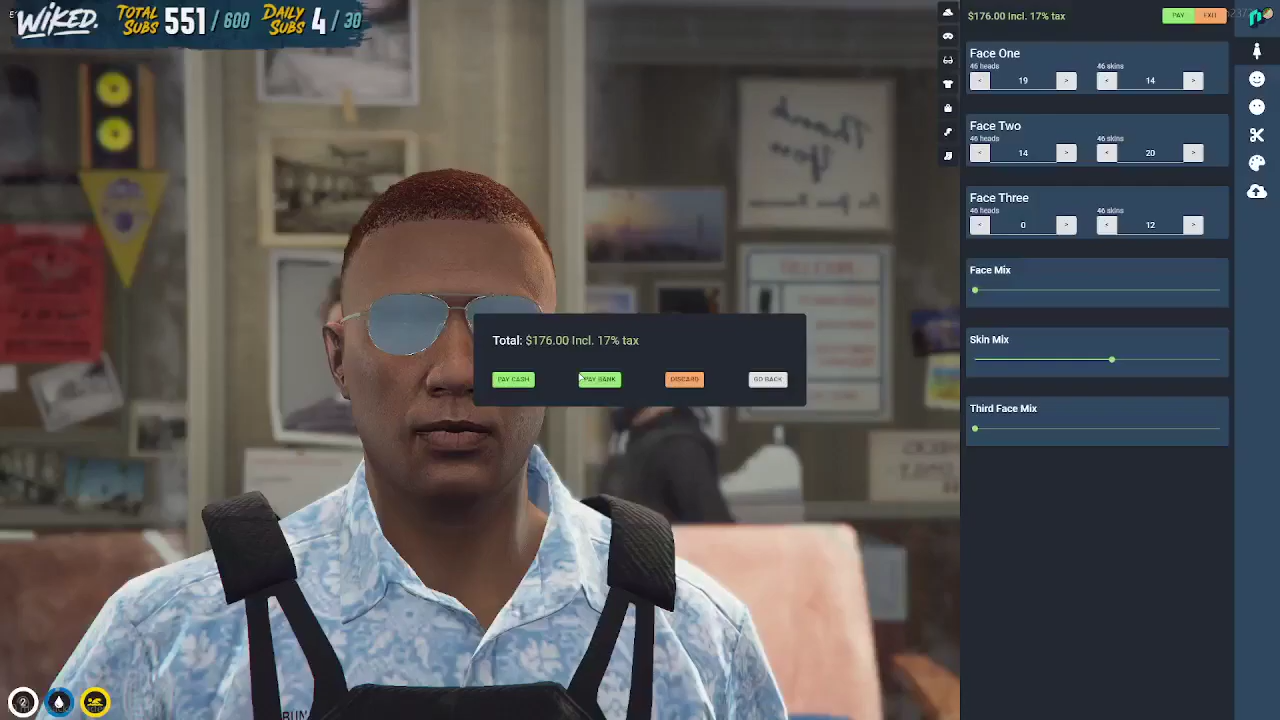 WiKED.
TOTAL SUBS 551 / 600
DAILY SUBS 4 / 30
$176.00 Incl. 17% tax
PAY
EXIT
Face One
46 heads
46 skins
<
19
>
<
14
>
Face Two
46 heads
46 skins
<
14
>
<
20
>
Face Three
46 heads
46 skins
<
0
>
<
12
>
Face Mix
Skin Mix
Third Face Mix
Total: $176.00 Incl. 17% tax
PAY CASH
PAY BANK
DISCARD
GO BACK
Thank
You
BUN